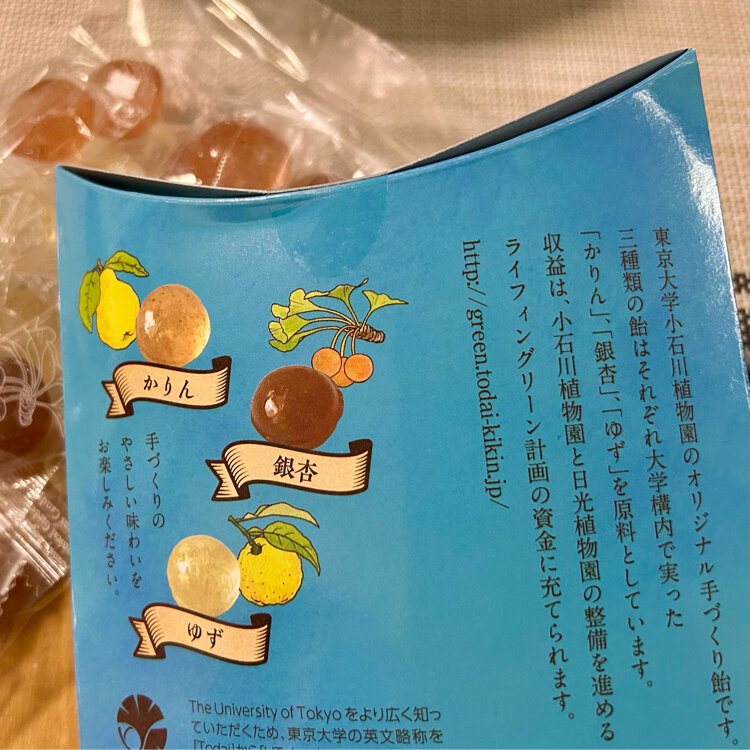 東京大学小石川植物園のオリジナル手づくり飴です。
三種類の飴はそれぞれ大学構内で実った
「かりん」、「銀杏」、「ゆず」を原料としています。
収益は、小石川植物園と日光植物園の整備を進める
ライフィングリーン計画の資金に充てられます。
http://green.todai-kikin.jp/
かりん
銀杏
ゆず
手づくりの
やさしい味わいを
お楽しみください。
The University of Tokyo をより広く知っ
ていただくため、東京大学の英文略称を